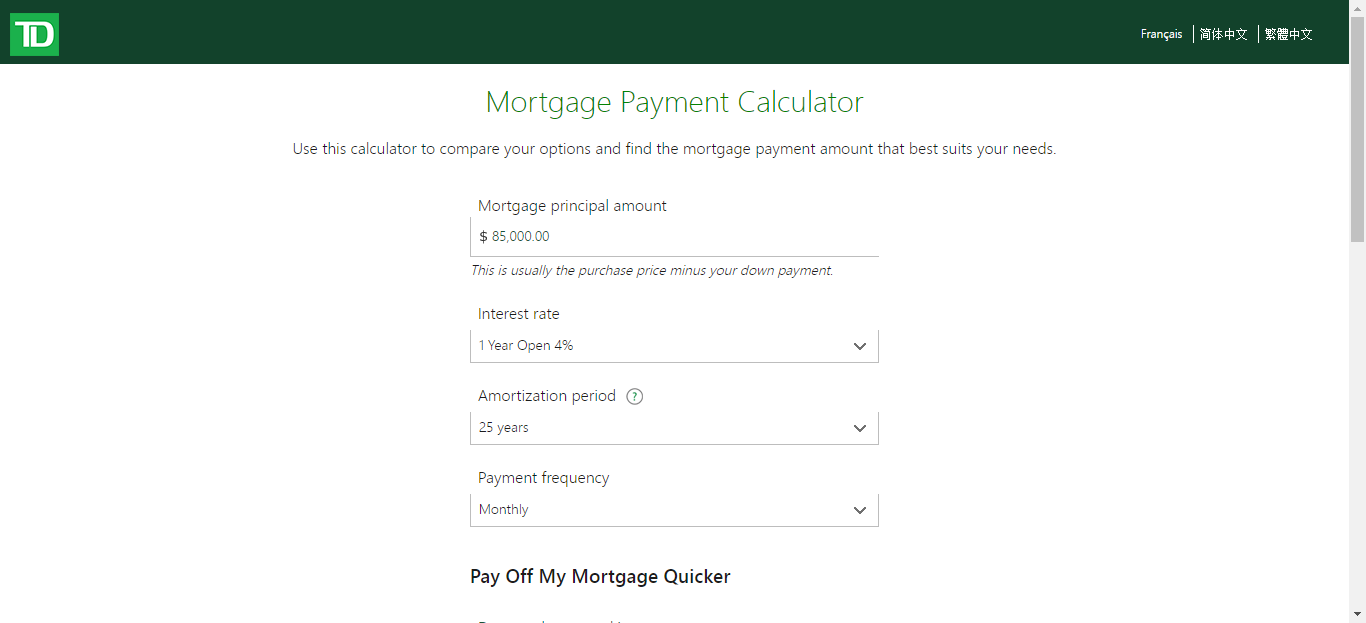 TD
Français
简体中文
繁體中文
Mortgage Payment Calculator
Use this calculator to compare your options and find the mortgage payment amount that best suits your needs.
Mortgage principal amount
$ 85,000.00
This is usually the purchase price minus your down payment.
Interest rate
1 Year Open 4%
Amortization period ?
25 years
Payment frequency
Monthly
Pay Off My Mortgage Quicker